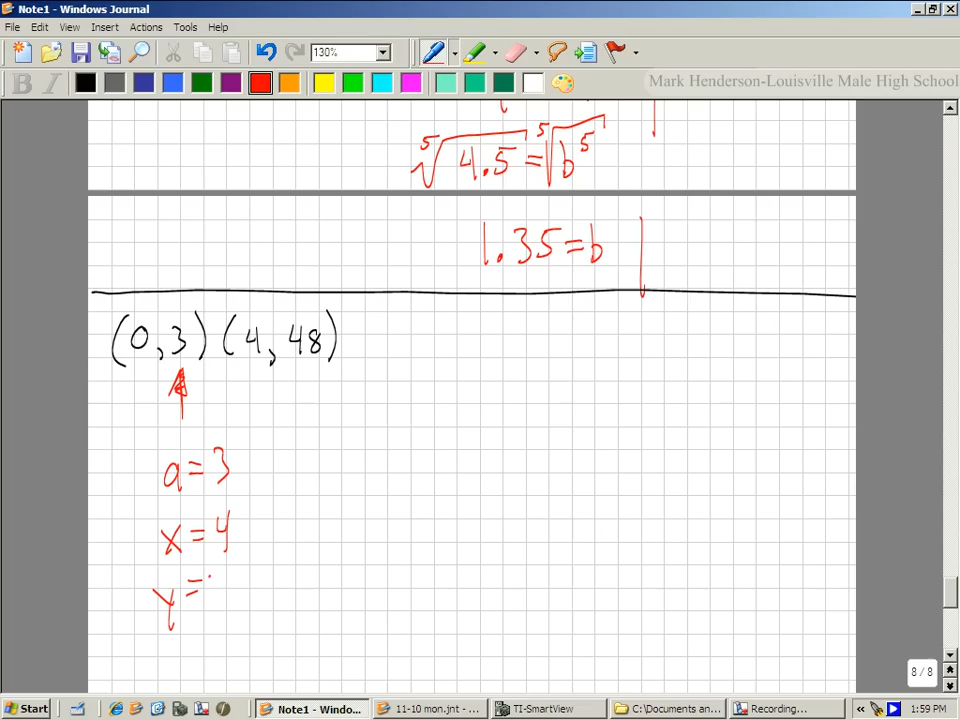 Note1 - Windows Journal
File Edit View Insert Actions Tools Help
130%
B I Mark Henderson-Louisville Male High School
⁵√4.5 = ⁵√b⁵
1.35=b
(0,3) (4,48)
a=3
x=4
y=
8/8
Start Note1 - Windo... 11-10 mon.jnt - ... TI-SmartView C:\Documents an... Recording... « 1:59 PM